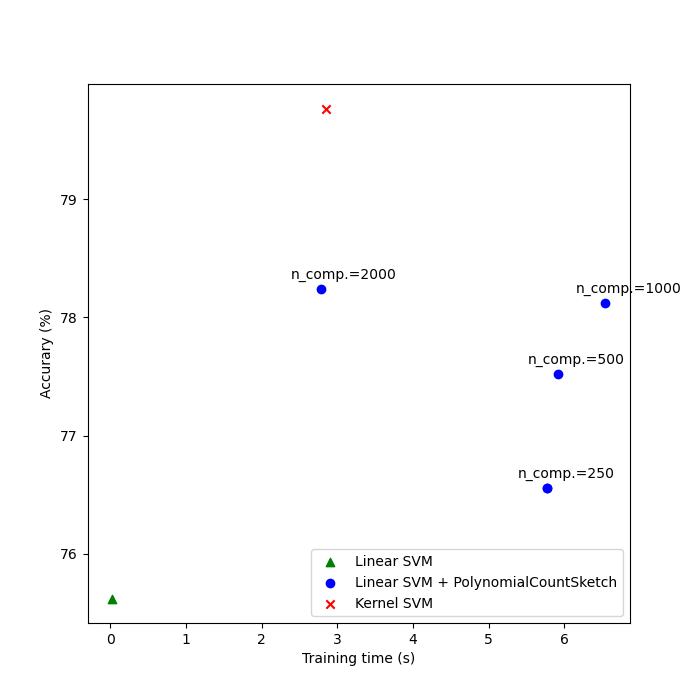 79
78
77
76
Accurary (%)
n_comp.=2000
n_comp.=1000
n_comp.=500
n_comp.=250
Linear SVM
Linear SVM + PolynomialCountSketch
Kernel SVM
0 1 2 3 4 5 6
Training time (s)